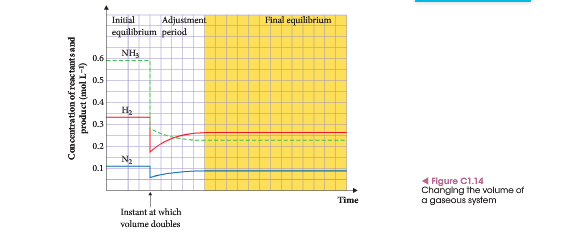 Initial
equilibrium
Adjustment
period
Final equilibrium
Concentration of reactants and
product (mol L⁻¹)
0.6
0.5
0.4
0.3
0.2
0.1
NH₃
H₂
N₂
Time
Instant at which
volume doubles
◀ Figure C1.14
Changing the volume of
a gaseous system